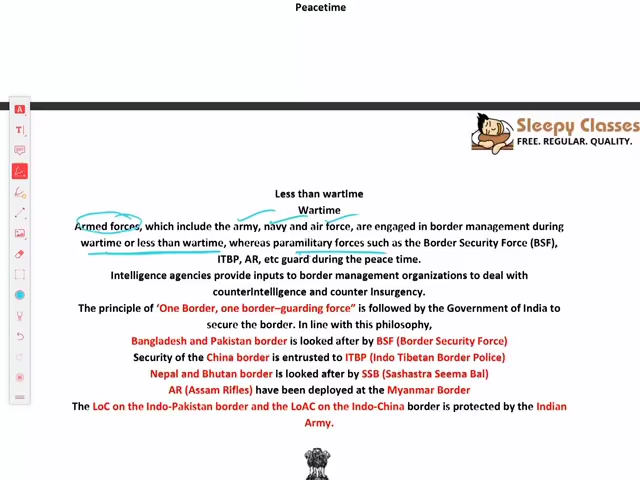 Peacetime
Sleepy Classes
FREE. REGULAR. QUALITY.
Less than wartime
Wartime
Armed forces, which include the army, navy and air force, are engaged in border management during
wartime or less than wartime, whereas paramilitary forces such as the Border Security Force (BSF),
ITBP, AR, etc guard during the peace time.
Intelligence agencies provide inputs to border management organizations to deal with
counterIntelligence and counter Insurgency.
The principle of ‘One Border, one border–guarding force” is followed by the Government of India to
secure the border. In line with this philosophy,
Bangladesh and Pakistan border is looked after by BSF (Border Security Force)
Security of the China border is entrusted to ITBP (Indo Tibetan Border Police)
Nepal and Bhutan border Is looked after by SSB (Sashastra Seema Bal)
AR (Assam Rifles) have been deployed at the Myanmar Border
The LoC on the Indo-Pakistan border and the LoAC on the Indo-China border is protected by the Indian
Army.